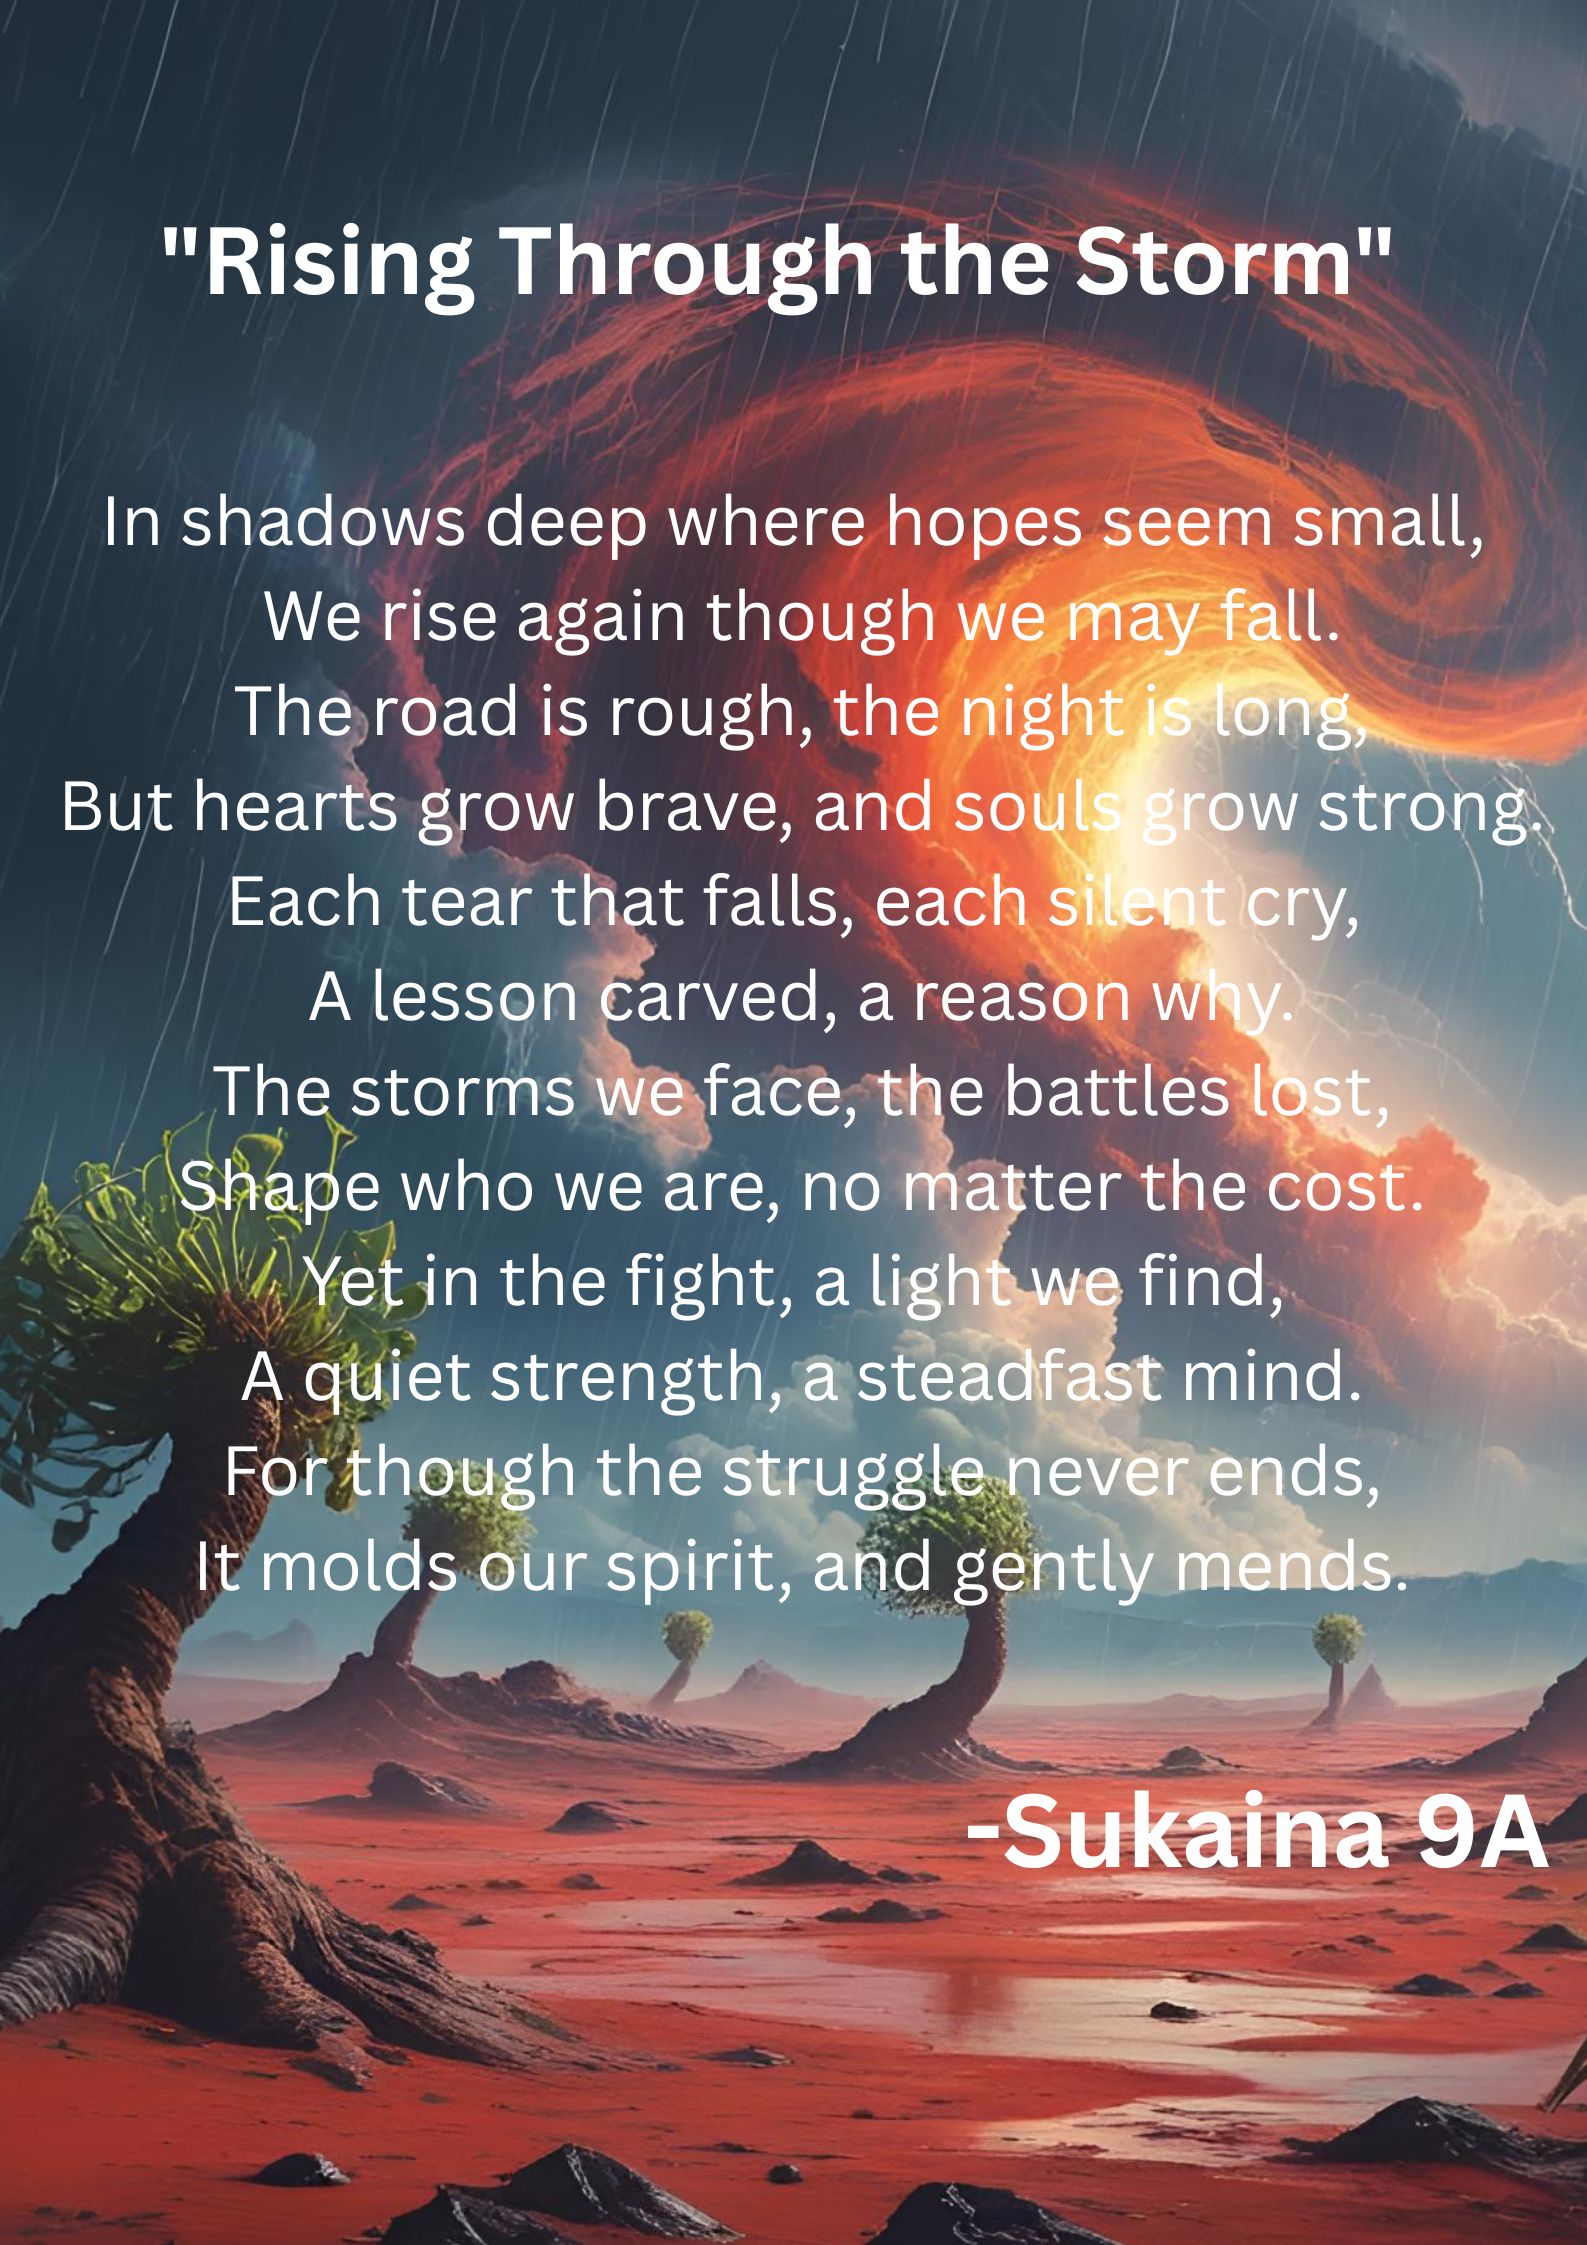 "Rising Through the Storm"
In shadows deep where hopes seem small,
We rise again though we may fall.
The road is rough, the night is long,
But hearts grow brave, and souls grow strong.
Each tear that falls, each silent cry,
A lesson carved, a reason why.
The storms we face, the battles lost,
Shape who we are, no matter the cost.
Yet in the fight, a light we find,
A quiet strength, a steadfast mind.
For though the struggle never ends,
It molds our spirit, and gently mends.
-Sukaina 9A